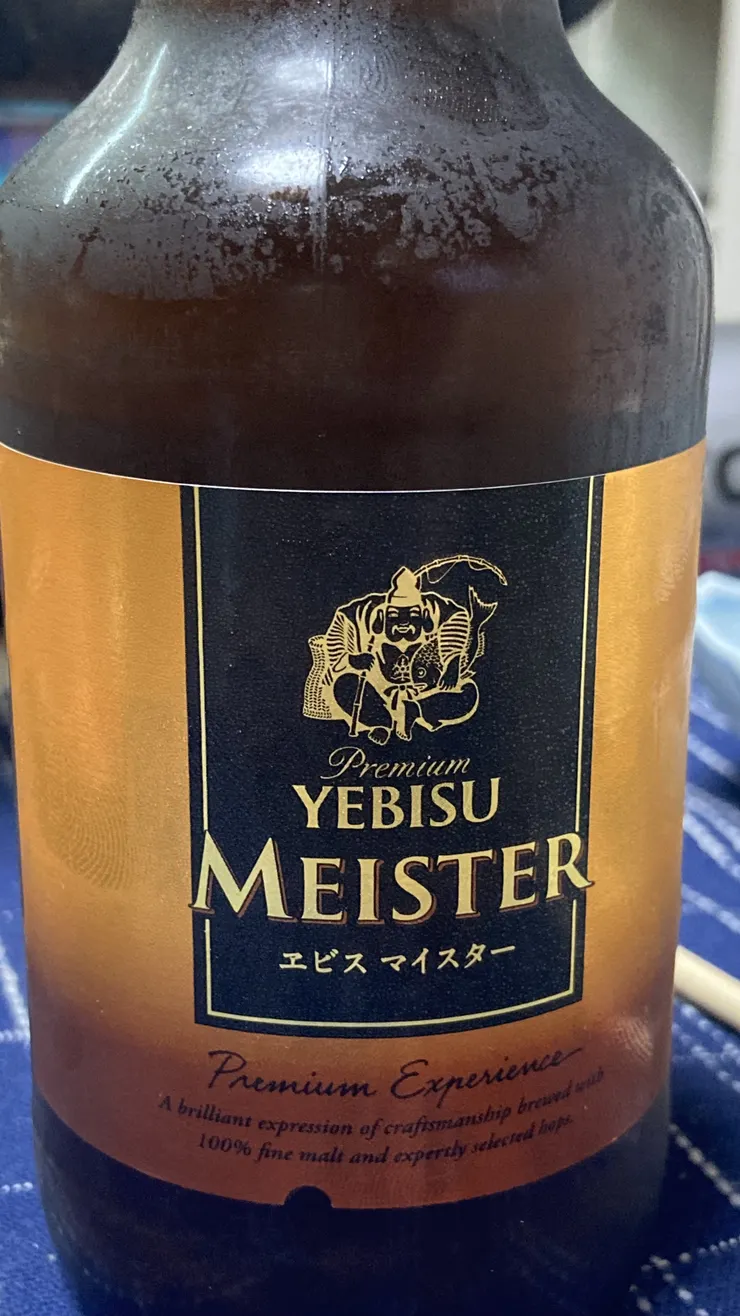 Premium
YEBISU
MEISTER
ヱビス マイスター
Premium Experience
A brilliant expression of craftsmanship brewed with
100% fine malt and expertly selected hops.